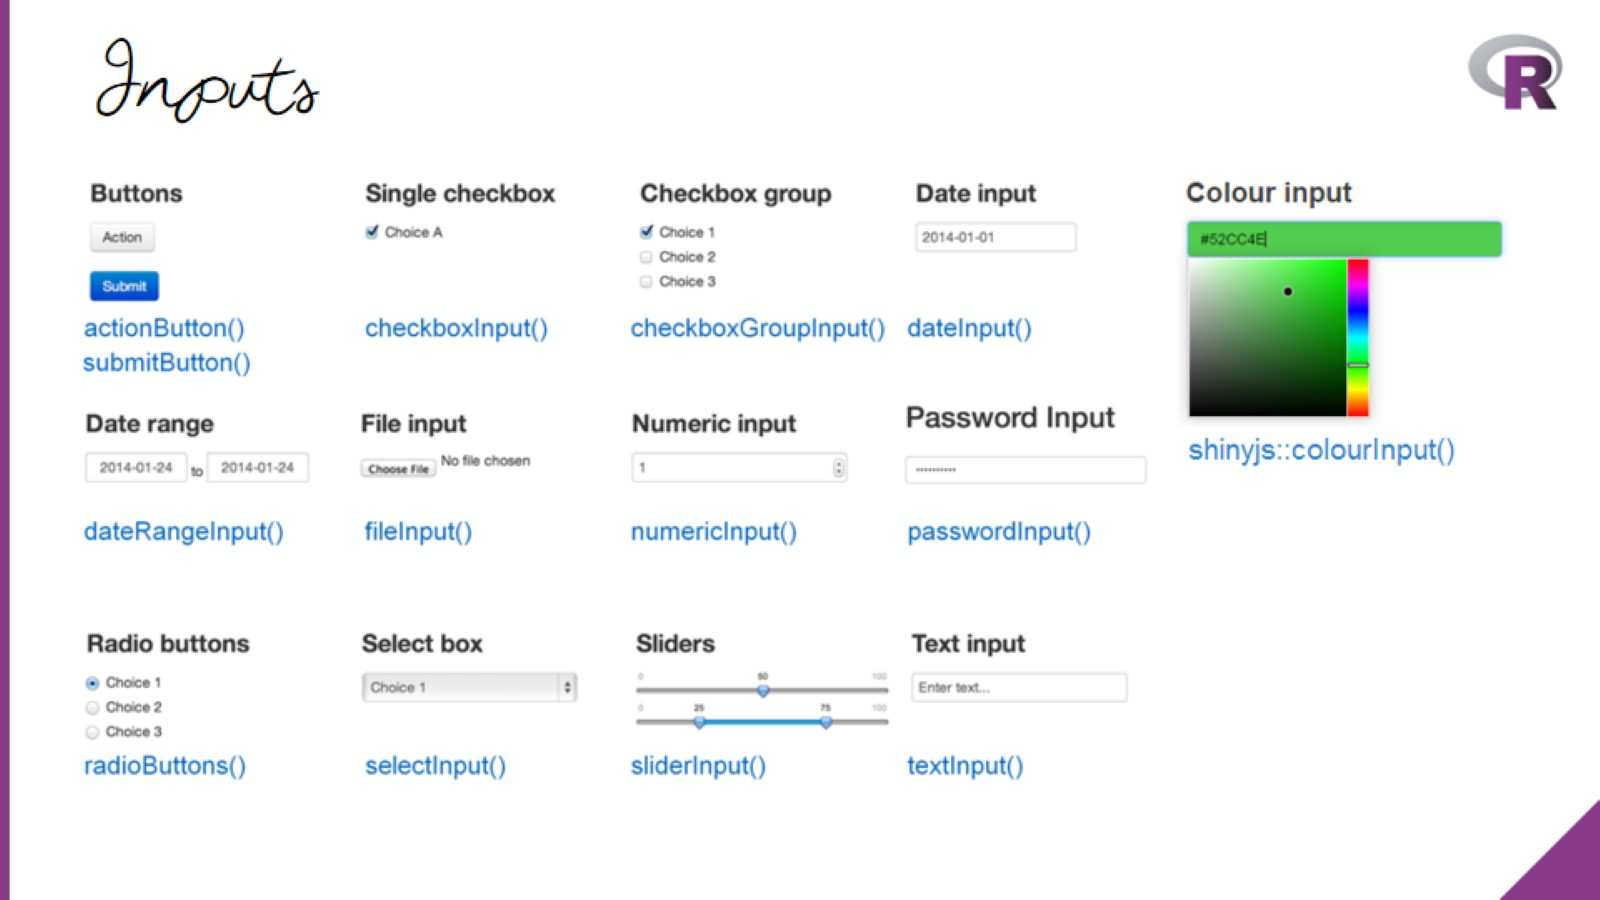 Inputs
R
Buttons
Action
Submit
actionButton()
submitButton()
Single checkbox
Choice A
checkboxInput()
Checkbox group
Choice 1
Choice 2
Choice 3
checkboxGroupInput()
Date input
2014-01-01
dateInput()
Colour input
#52CC4E
shinyjs::colourInput()
Date range
2014-01-24 to 2014-01-24
dateRangeInput()
File input
Choose File No file chosen
fileInput()
Numeric input
1
numericInput()
Password Input
passwordInput()
Radio buttons
Choice 1
Choice 2
Choice 3
radioButtons()
Select box
Choice 1
selectInput()
Sliders
0 50 100
0 25 75 100
sliderInput()
Text input
Enter text...
textInput()